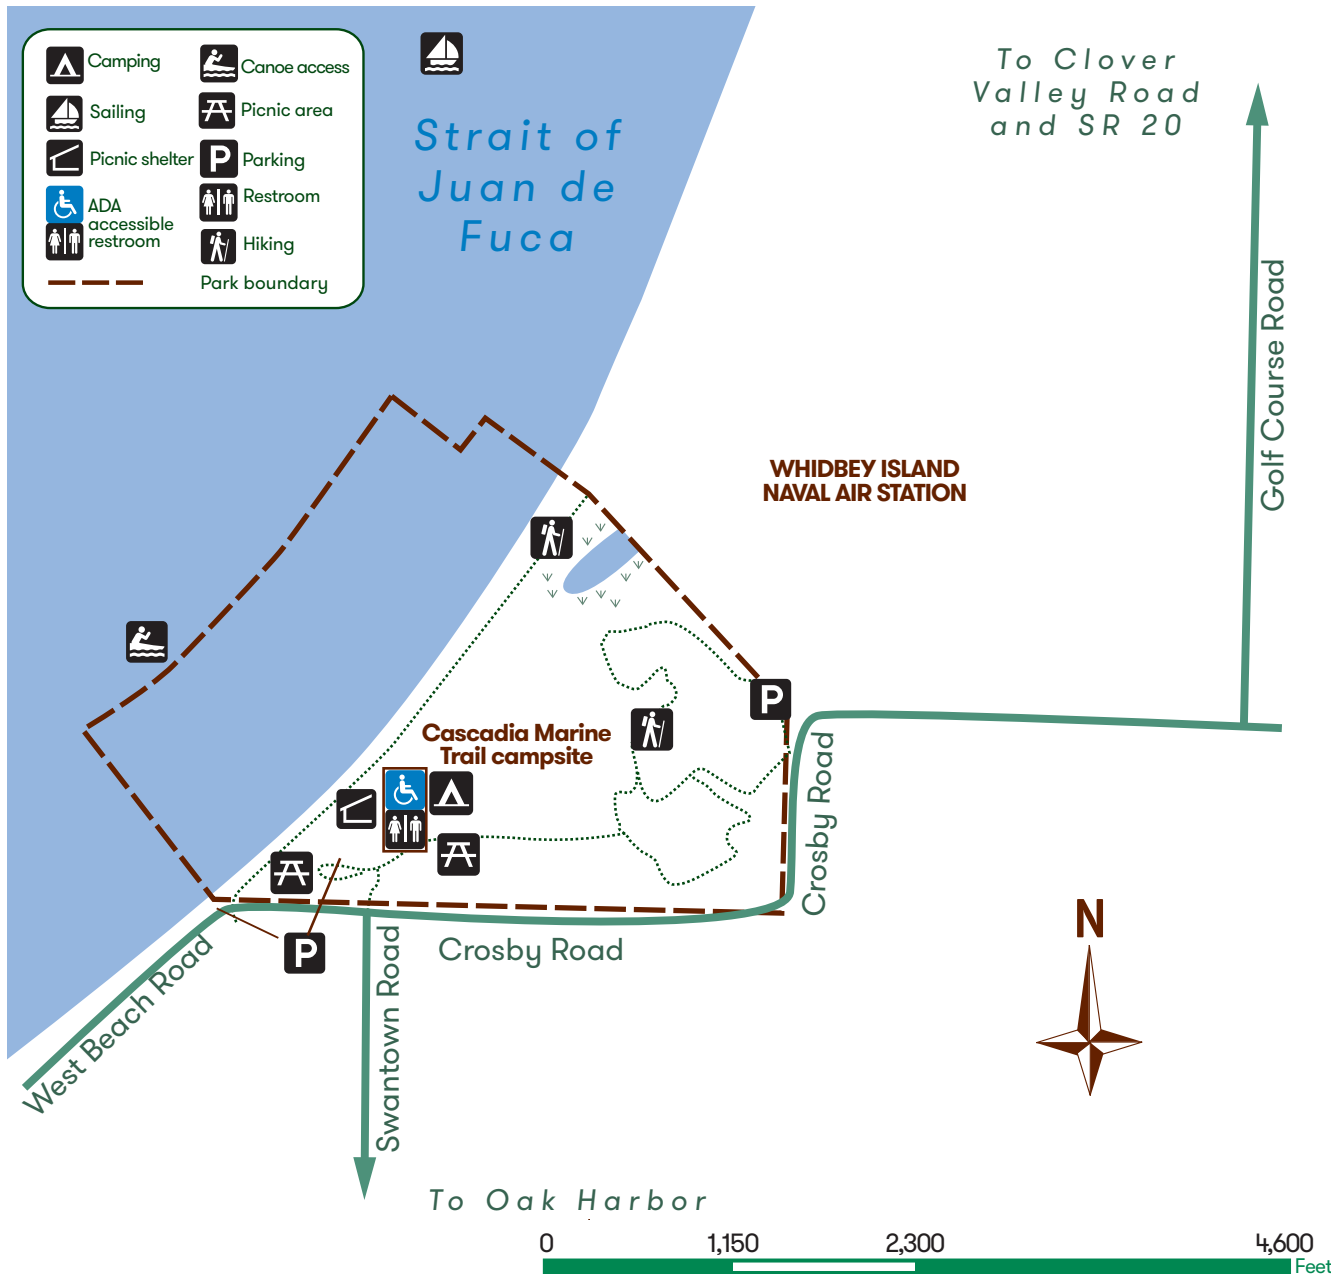 Camping
Canoe access
Sailing
Picnic area
Picnic shelter
P
Parking
ADA
accessible
restroom
Restroom
Hiking
Park boundary
Strait of
Juan de
Fuca
To Clover
Valley Road
and SR 20
Golf Course Road
WHIDBEY ISLAND
NAVAL AIR STATION
P
Cascadia Marine
Trail campsite
Crosby Road
P
Crosby Road
West Beach Road
Swantown Road
N
To Oak Harbor
0 1,150 2,300 4,600
Feet